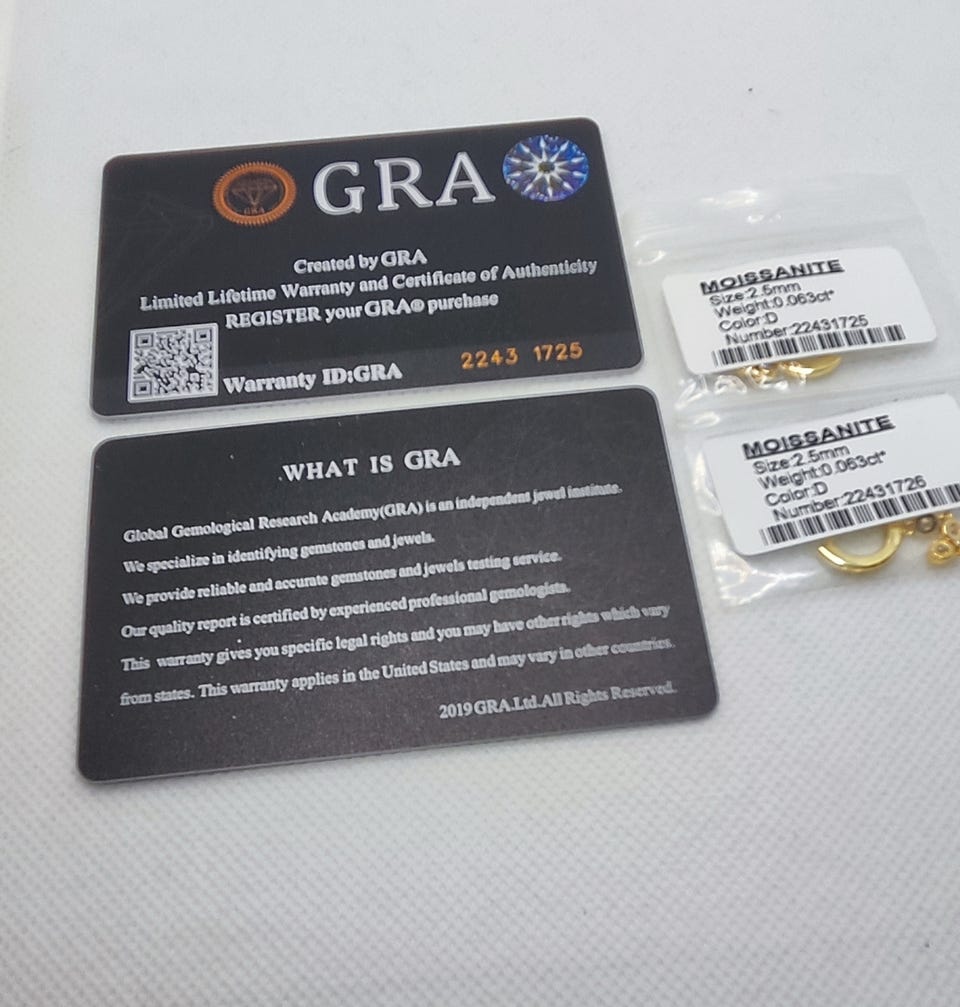 GRA
GRA
Created by GRA
Limited Lifetime Warranty and Certificate of Authenticity
REGISTER your GRA® purchase
Warranty ID:GRA 2243 1725
WHAT IS GRA
Global Gemological Research Academy(GRA) is an independent jewel institute.
We specialize in identifying gemstones and jewels.
We provide reliable and accurate gemstones and jewels testing service.
Our quality report is certified by experienced professional gemologists.
This warranty gives you specific legal rights and you may have other rights which vary
from states. This warranty applies in the United States and may vary in other countries.
2019 GRA.Ltd.All Rights Reserved.
MOISSANITE
Size:2.5mm
Weight:0.063ct*
Color:D
Number:22431725
MOISSANITE
Size:2.5mm
Weight:0.063ct*
Color:D
Number:22431726